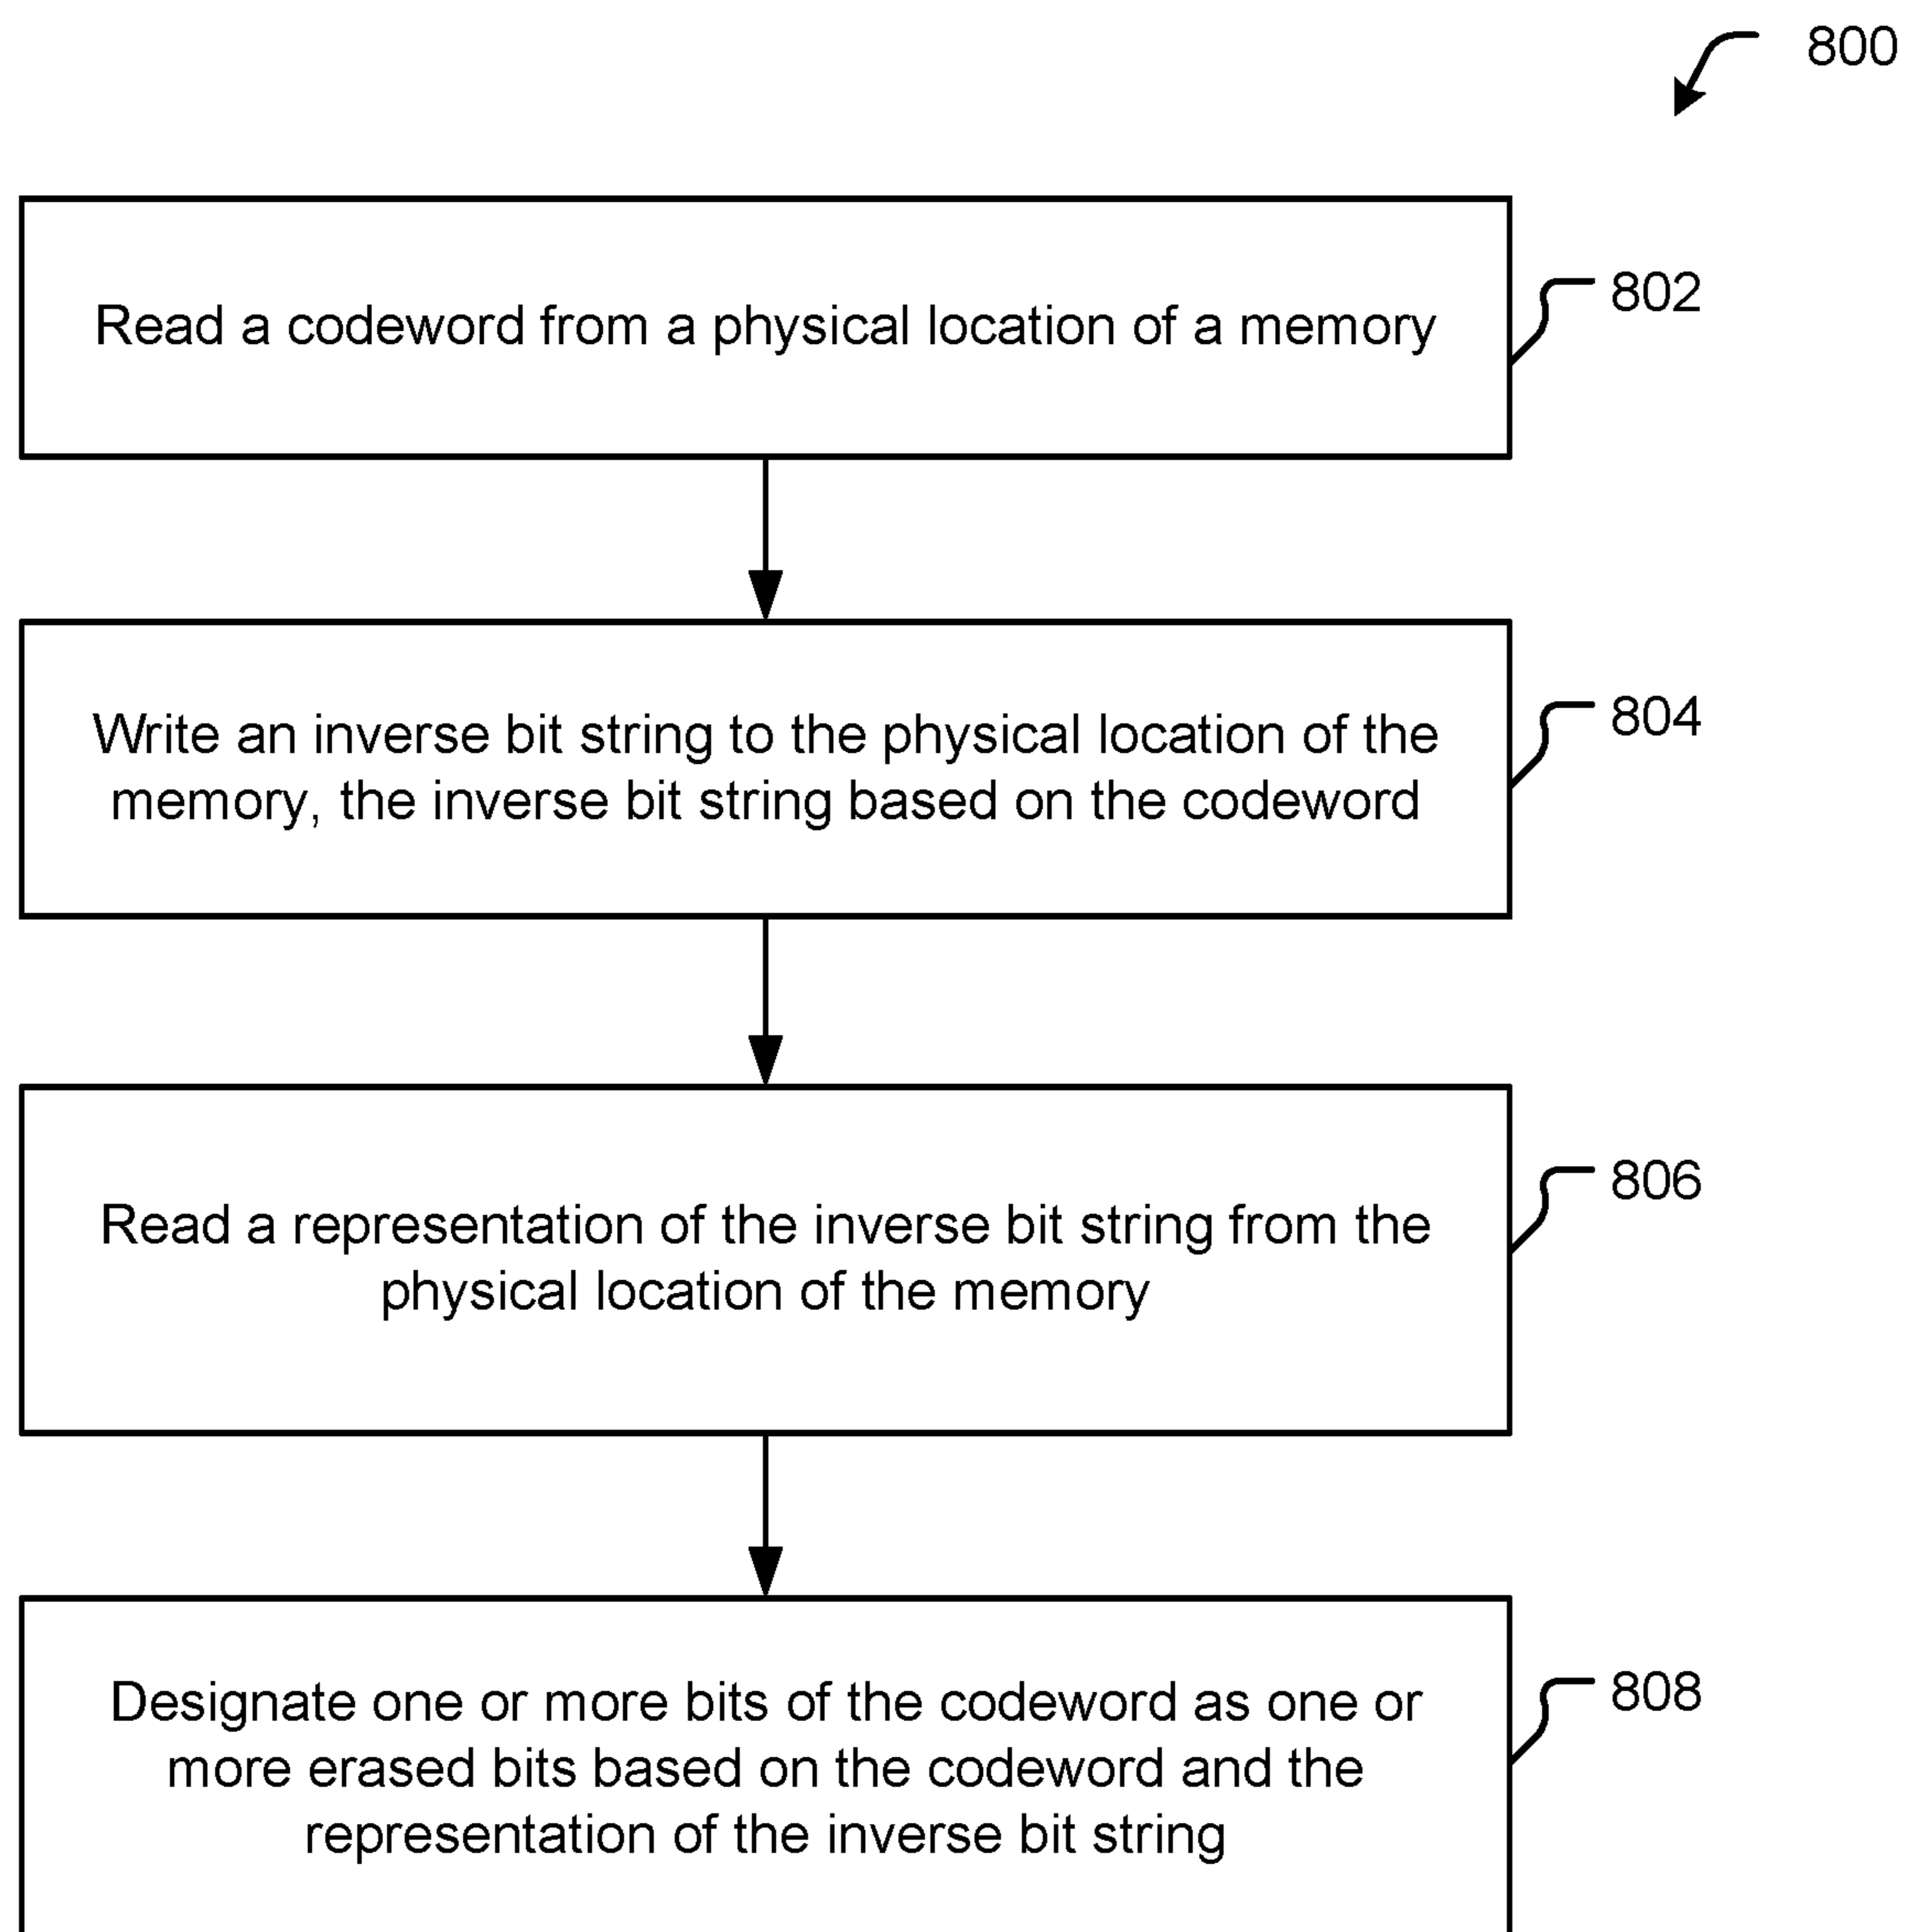 800
Read a codeword from a physical location of a memory
802
Write an inverse bit string to the physical location of the
memory, the inverse bit string based on the codeword
804
Read a representation of the inverse bit string from the
physical location of the memory
806
Designate one or more bits of the codeword as one or
more erased bits based on the codeword and the
representation of the inverse bit string
808